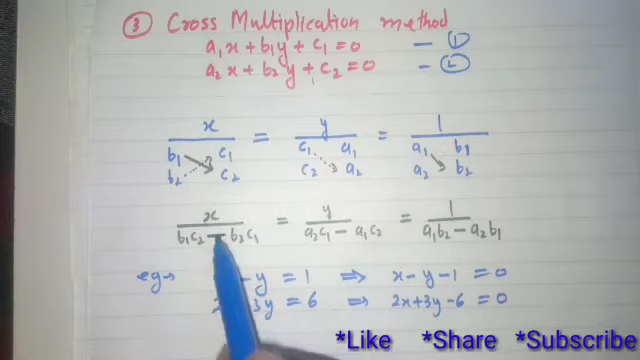 ③ Cross Multiplication method
a₁x + b₁y + c₁ = 0 — ①
a₂x + b₂y + c₂ = 0 — ②
x = y = 1
b₁ c₁ c₁ a₁ a₁ b₁
b₂ c₂ c₂ a₂ a₂ b₂
x = y = 1
b₁c₂ − b₂c₁ a₂c₁ − a₁c₂ a₁b₂ − a₂b₁
eg→ − y = 1 ⟹ x − y − 1 = 0
2 3y = 6 ⟹ 2x + 3y − 6 = 0
*Like *Share *Subscribe